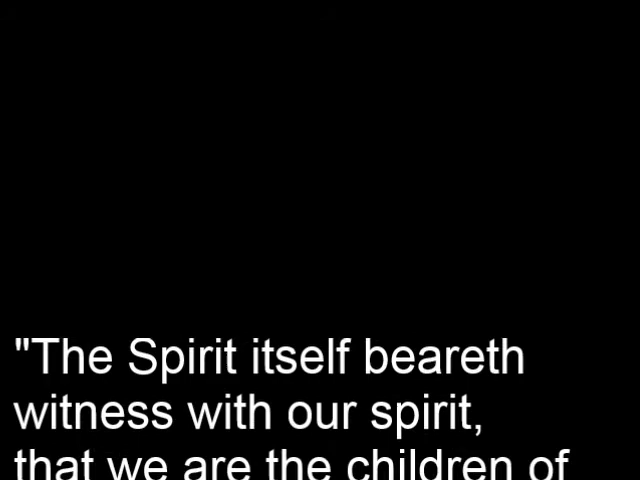 "The Spirit itself beareth
witness with our spirit,
that we are the children of